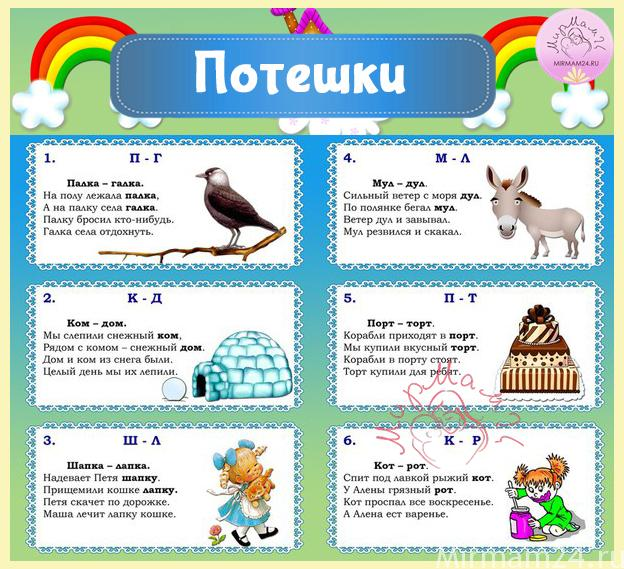 Потешки
МирМам24
MIRMAM24.RU
1. П - Г
Палка – галка.
На полу лежала палка,
А на палку села галка.
Палку бросил кто-нибудь.
Галка села отдохнуть.
2. К - Д
Ком – дом.
Мы слепили снежный ком,
Рядом с комом – снежный дом.
Дом и ком из снега были.
Целый день мы их лепили.
3. Ш - Л
Шапка – лапка.
Надевает Петя шапку.
Прищемили кошке лапку.
Петя скачет по дорожке.
Маша лечит лапку кошке.
4. М - Л
Мул – дул.
Сильный ветер с моря дул.
По полянке бегал мул.
Ветер дул и завывал.
Мул резвился и скакал.
5. П - Т
Порт – торт.
Корабли приходят в порт.
Мы купили вкусный торт.
Корабли в порту стоят.
Торт купили для ребят.
6. К - Р
Кот – рот.
Спит под лавкой рыжий кот.
У Алены грязный рот.
Кот проспал все воскресенье.
А Алена ест варенье.
МирМам24
Mirmam24.ru